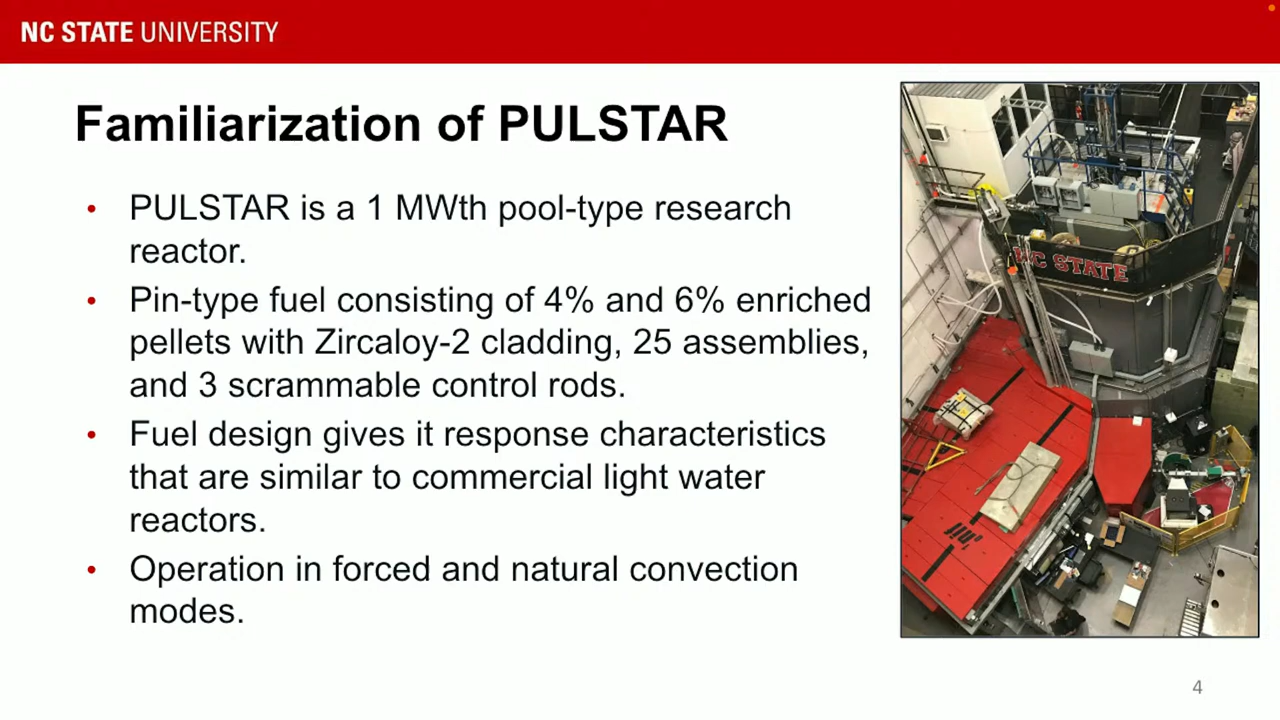 NC STATE UNIVERSITY
Familiarization of PULSTAR
• PULSTAR is a 1 MWth pool-type research
reactor.
• Pin-type fuel consisting of 4% and 6% enriched
pellets with Zircaloy-2 cladding, 25 assemblies,
and 3 scrammable control rods.
• Fuel design gives it response characteristics
that are similar to commercial light water
reactors.
• Operation in forced and natural convection
modes.
NC STATE
4